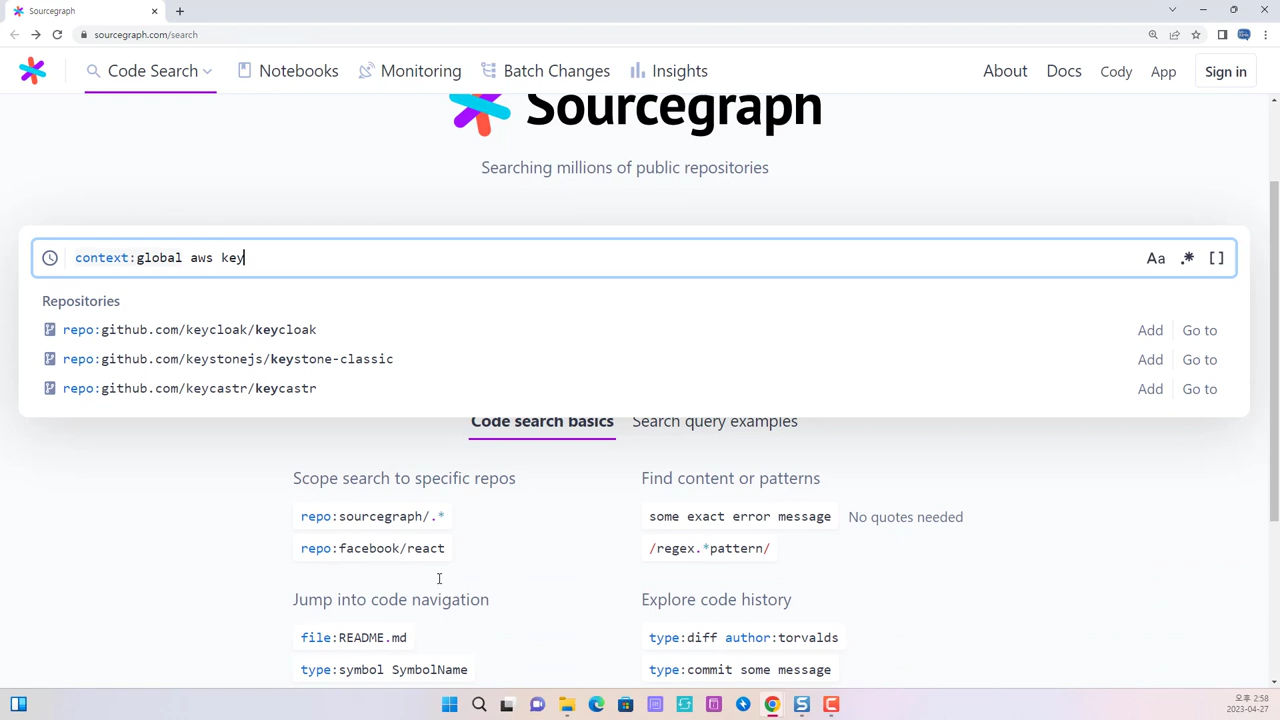 Sourcegraph
sourcegraph.com/search
Code Search
Notebooks
Monitoring
Batch Changes
Insights
About
Docs
Cody
App
Sign in
Sourcegraph
Searching millions of public repositories
context:global aws key
Aa
.*
[]
Repositories
repo:github.com/keycloak/keycloak
Add
Go to
repo:github.com/keystonejs/keystone-classic
Add
Go to
repo:github.com/keycastr/keycastr
Add
Go to
Code search basics
Search query examples
Scope search to specific repos
repo:sourcegraph/.*
repo:facebook/react
Find content or patterns
some exact error message
No quotes needed
/regex.*pattern/
Jump into code navigation
file:README.md
type:symbol SymbolName
Explore code history
type:diff author:torvalds
type:commit some message
오후 2:58
2023-04-27